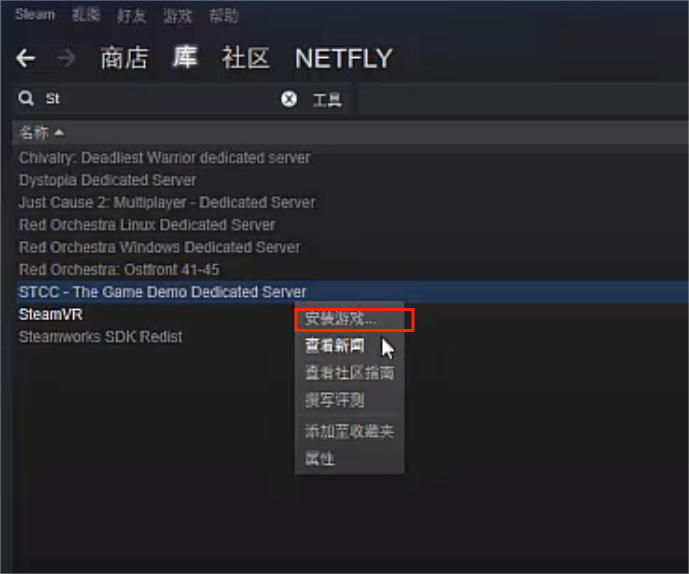 Steam 视图 好友 游戏 帮助
商店 库 社区 NETFLY
St 工具
名称
Chivalry: Deadliest Warrior dedicated server
Dystopia Dedicated Server
Just Cause 2: Multiplayer - Dedicated Server
Red Orchestra Linux Dedicated Server
Red Orchestra Windows Dedicated Server
Red Orchestra: Ostfront 41-45
STCC - The Game Demo Dedicated Server
SteamVR
安装游戏...
Steamworks SDK Redist
查看新闻
查看社区指南
撰写评测
添加至收藏夹
属性